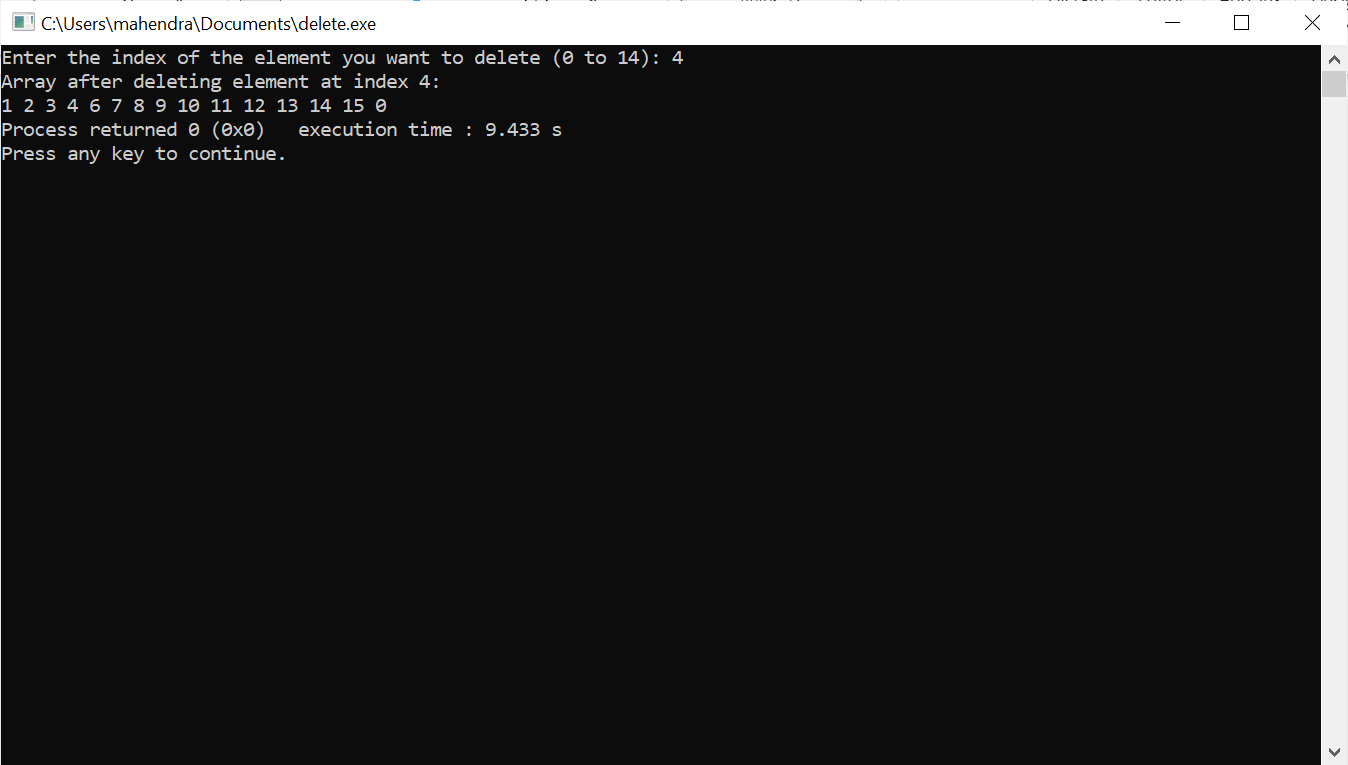 C:\Users\mahendra\Documents\delete.exe
Enter the index of the element you want to delete (0 to 14): 4
Array after deleting element at index 4:
1 2 3 4 6 7 8 9 10 11 12 13 14 15 0
Process returned 0 (0x0)   execution time : 9.433 s
Press any key to continue.